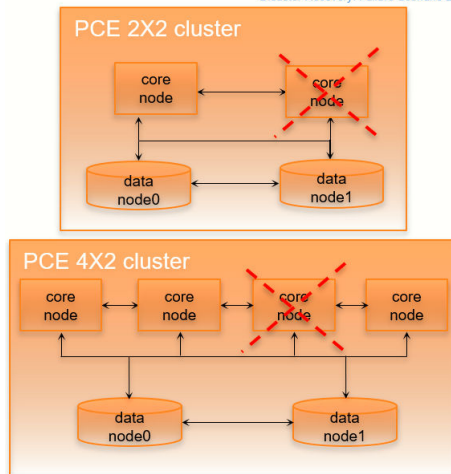 PCE 2X2 cluster
core
node
core
node
data
node0
data
node1
PCE 4X2 cluster
core
node
core
node
core
node
core
node
data
node0
data
node1